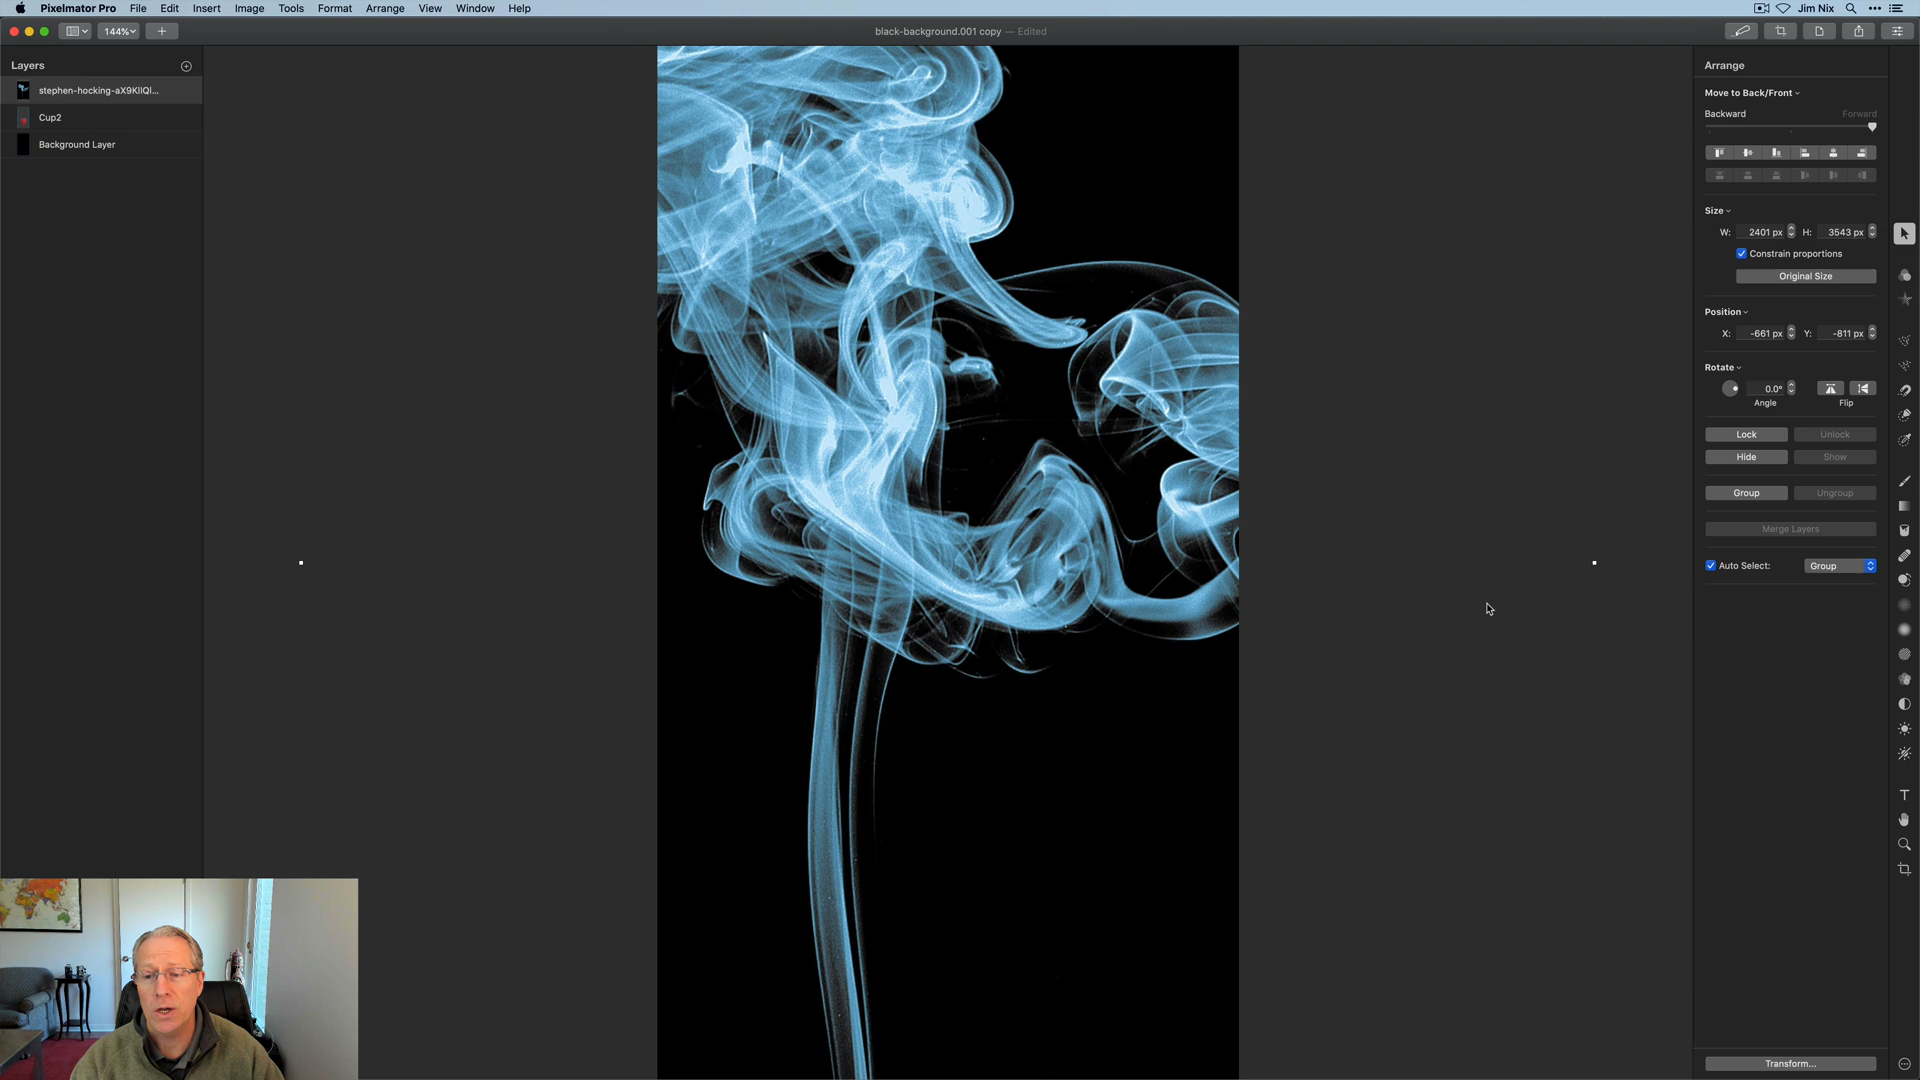 Pixelmator Pro File Edit Insert Image Tools Format Arrange View Window Help Jim Nix
144% black-background.001 copy — Edited
Layers
stephen-hocking-aX9KllQl...
Cup2
Background Layer
Arrange
Move to Back/Front
Backward Forward
Size
W: 2401 px H: 3543 px
Constrain proportions
Original Size
Position
X: -661 px Y: -811 px
Rotate
0.0°
Angle Flip
Lock Unlock
Hide Show
Group Ungroup
Merge Layers
Auto Select: Group
T
Transform...